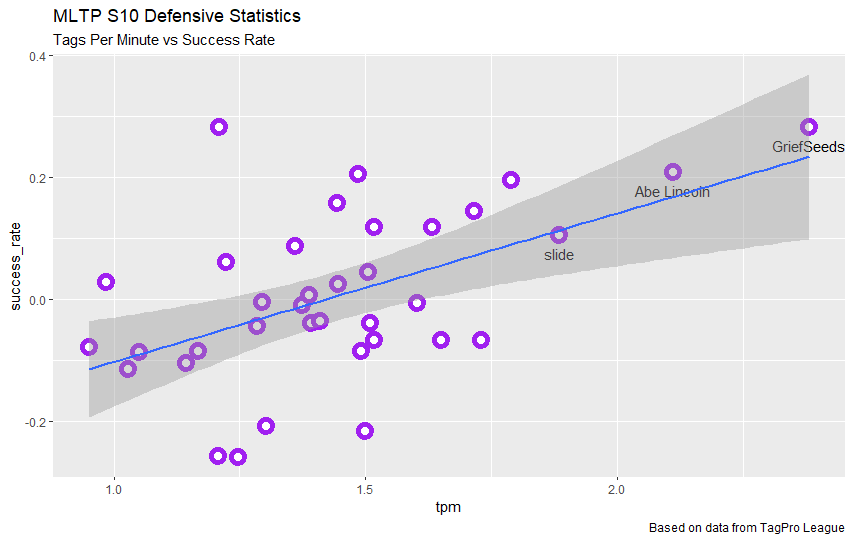 MLTP S10 Defensive Statistics
Tags Per Minute vs Success Rate
0.4
0.2
0.0
-0.2
success_rate
GriefSeeds
Abe Lincoln
slide
1.0
1.5
2.0
tpm
Based on data from TagPro League